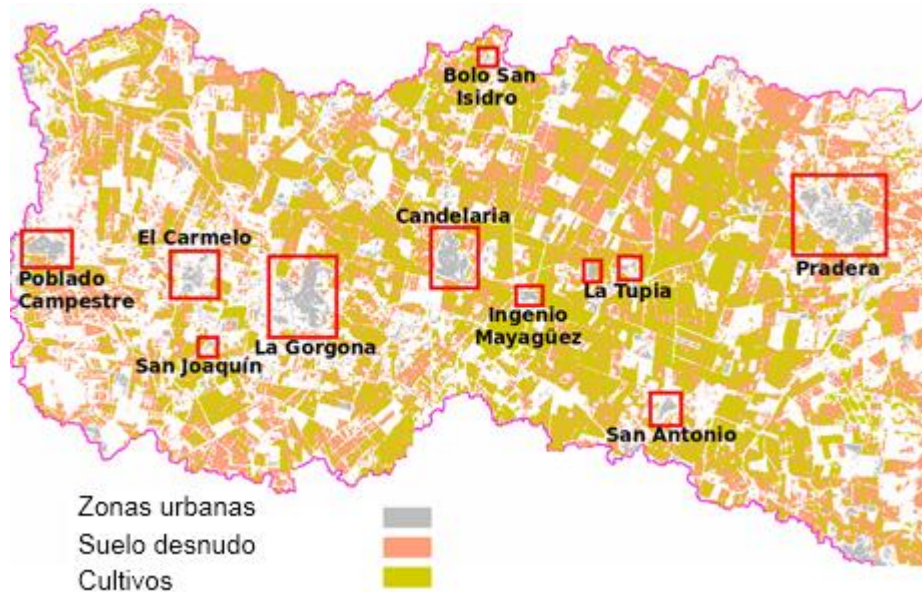 Bolo San
Isidro
Candelaria
El Carmelo
Poblado
Campestre
Pradera
La Tupia
Ingenio
Mayagüez
La Gorgona
San Joaquín
San Antonio
Zonas urbanas
Suelo desnudo
Cultivos